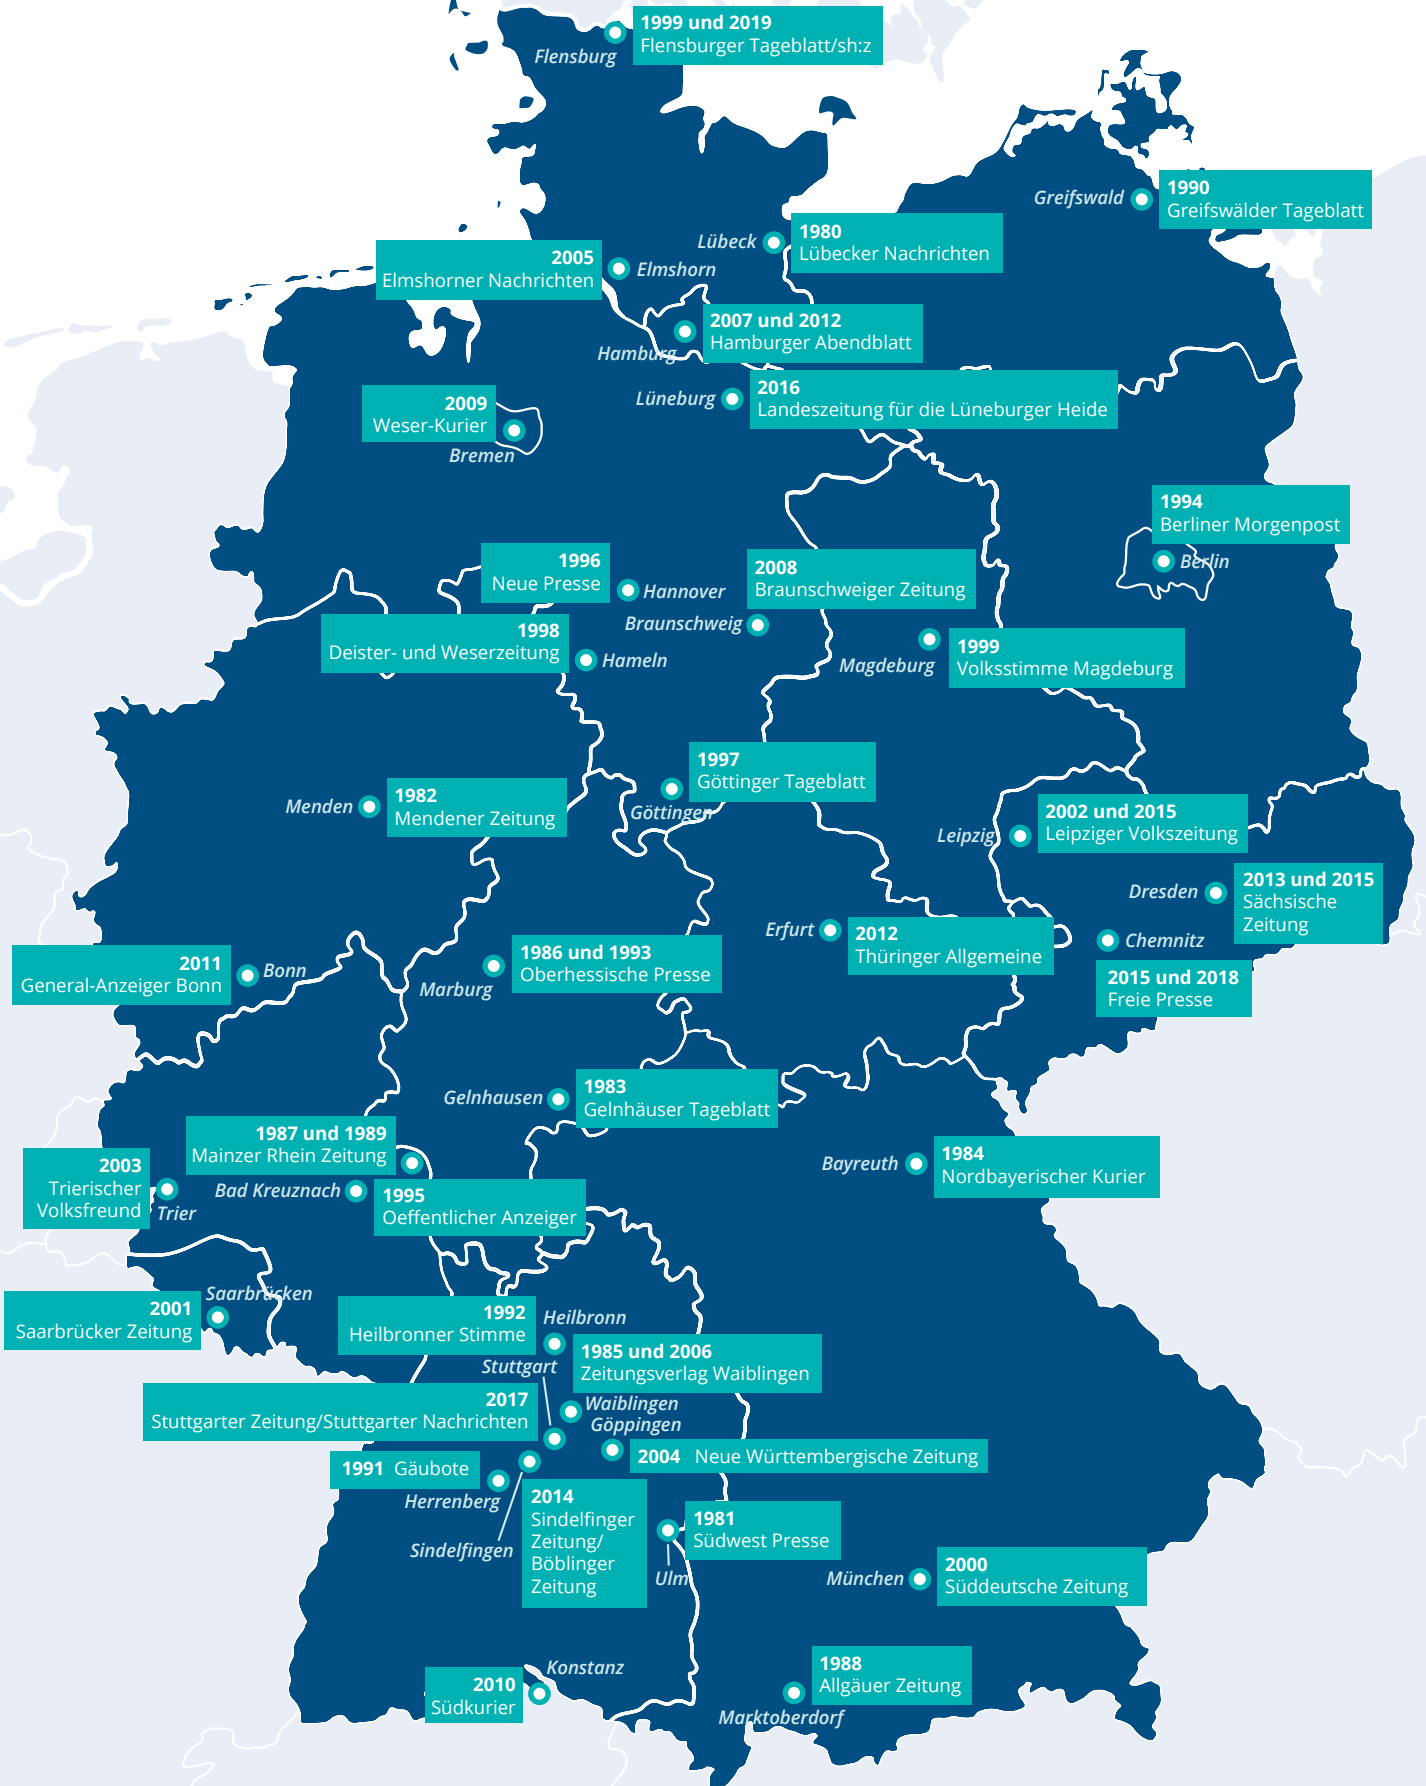 1999 und 2019
Flensburger Tageblatt/sh:z
Flensburg
1990
Greifswälder Tageblatt
Greifswald
1980
Lübecker Nachrichten
Lübeck
2005
Elmshorner Nachrichten
Elmshorn
2007 und 2012
Hamburger Abendblatt
Hamburg
2016
Landeszeitung für die Lüneburger Heide
Lüneburg
2009
Weser-Kurier
Bremen
1994
Berliner Morgenpost
Berlin
1996
Neue Presse
Hannover
2008
Braunschweiger Zeitung
Braunschweig
1998
Deister- und Weserzeitung
Hameln
1999
Volksstimme Magdeburg
Magdeburg
1997
Göttinger Tageblatt
Göttingen
1982
Mendener Zeitung
Menden
2002 und 2015
Leipziger Volkszeitung
Leipzig
2013 und 2015
Sächsische
Zeitung
Dresden
2012
Thüringer Allgemeine
Erfurt
Chemnitz
2015 und 2018
Freie Presse
2011
General-Anzeiger Bonn
Bonn
1986 und 1993
Oberhessische Presse
Marburg
1983
Gelnhäuser Tageblatt
Gelnhausen
1987 und 1989
Mainzer Rhein Zeitung
1984
Nordbayerischer Kurier
Bayreuth
2003
Trierischer
Volksfreund
Trier
Bad Kreuznach
1995
Oeffentlicher Anzeiger
Saarbrücken
2001
Saarbrücker Zeitung
1992
Heilbronner Stimme
Heilbronn
1985 und 2006
Zeitungsverlag Waiblingen
Stuttgart
2017
Stuttgarter Zeitung/Stuttgarter Nachrichten
Waiblingen
Göppingen
2004 Neue Württembergische Zeitung
1991 Gäubote
Herrenberg
2014
Sindelfinger
Zeitung/
Böblinger
Zeitung
Sindelfingen
1981
Südwest Presse
Ulm
2000
Süddeutsche Zeitung
München
2010
Südkurier
Konstanz
1988
Allgäuer Zeitung
Marktoberdorf